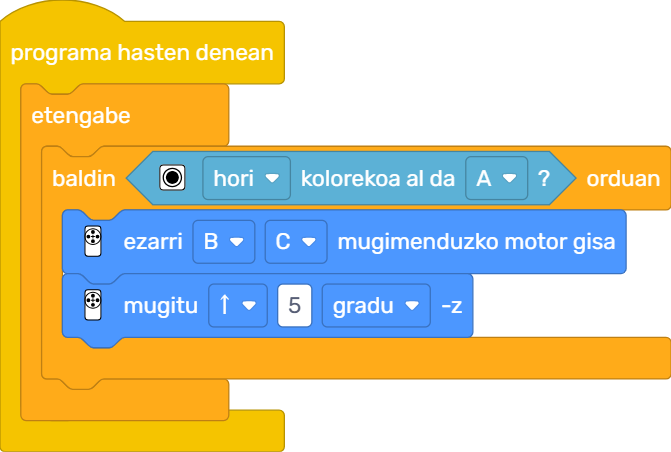 programa hasten denean
etengabe
baldin hori kolorekoa al da A ? orduan
ezarri B C mugimenduzko motor gisa
mugitu ↑ 5 gradu -z